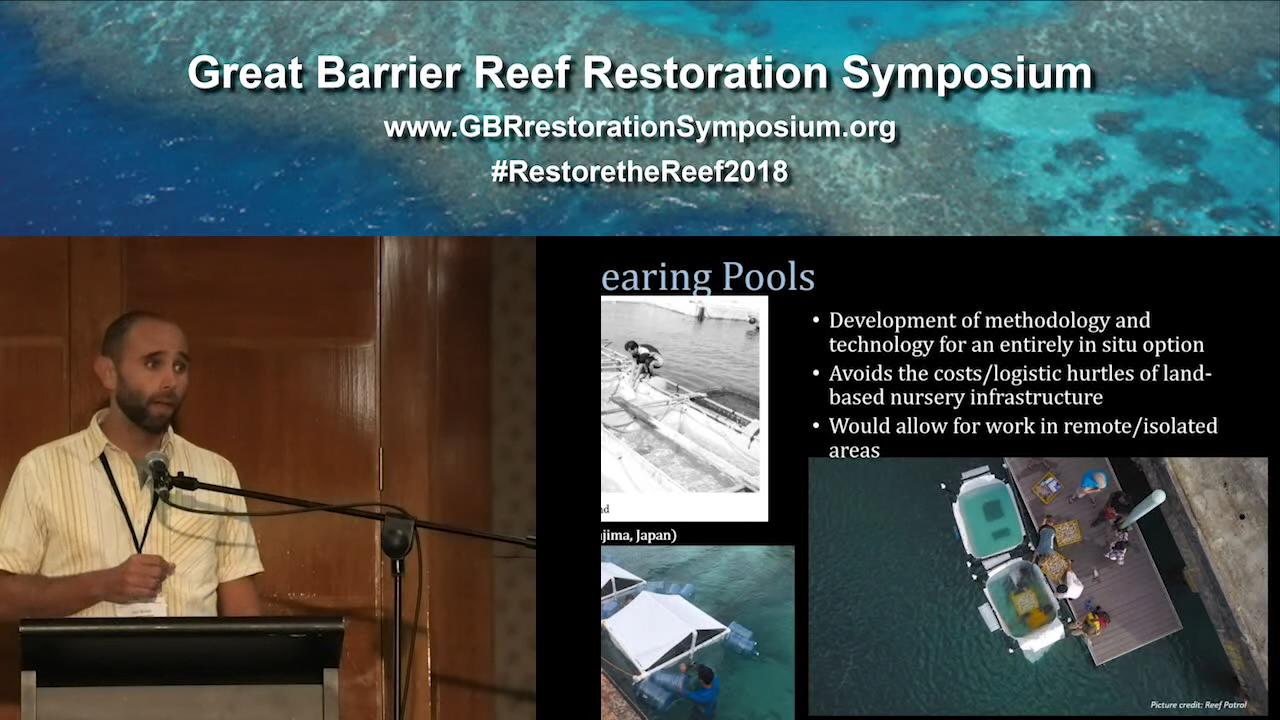 Great Barrier Reef Restoration Symposium
www.GBRrestorationSymposium.org
#RestoretheReef2018
earing Pools
• Development of methodology and
technology for an entirely in situ option
• Avoids the costs/logistic hurtles of land-
based nursery infrastructure
• Would allow for work in remote/isolated
areas
nd
jima, Japan)
Picture credit: Reef Patrol